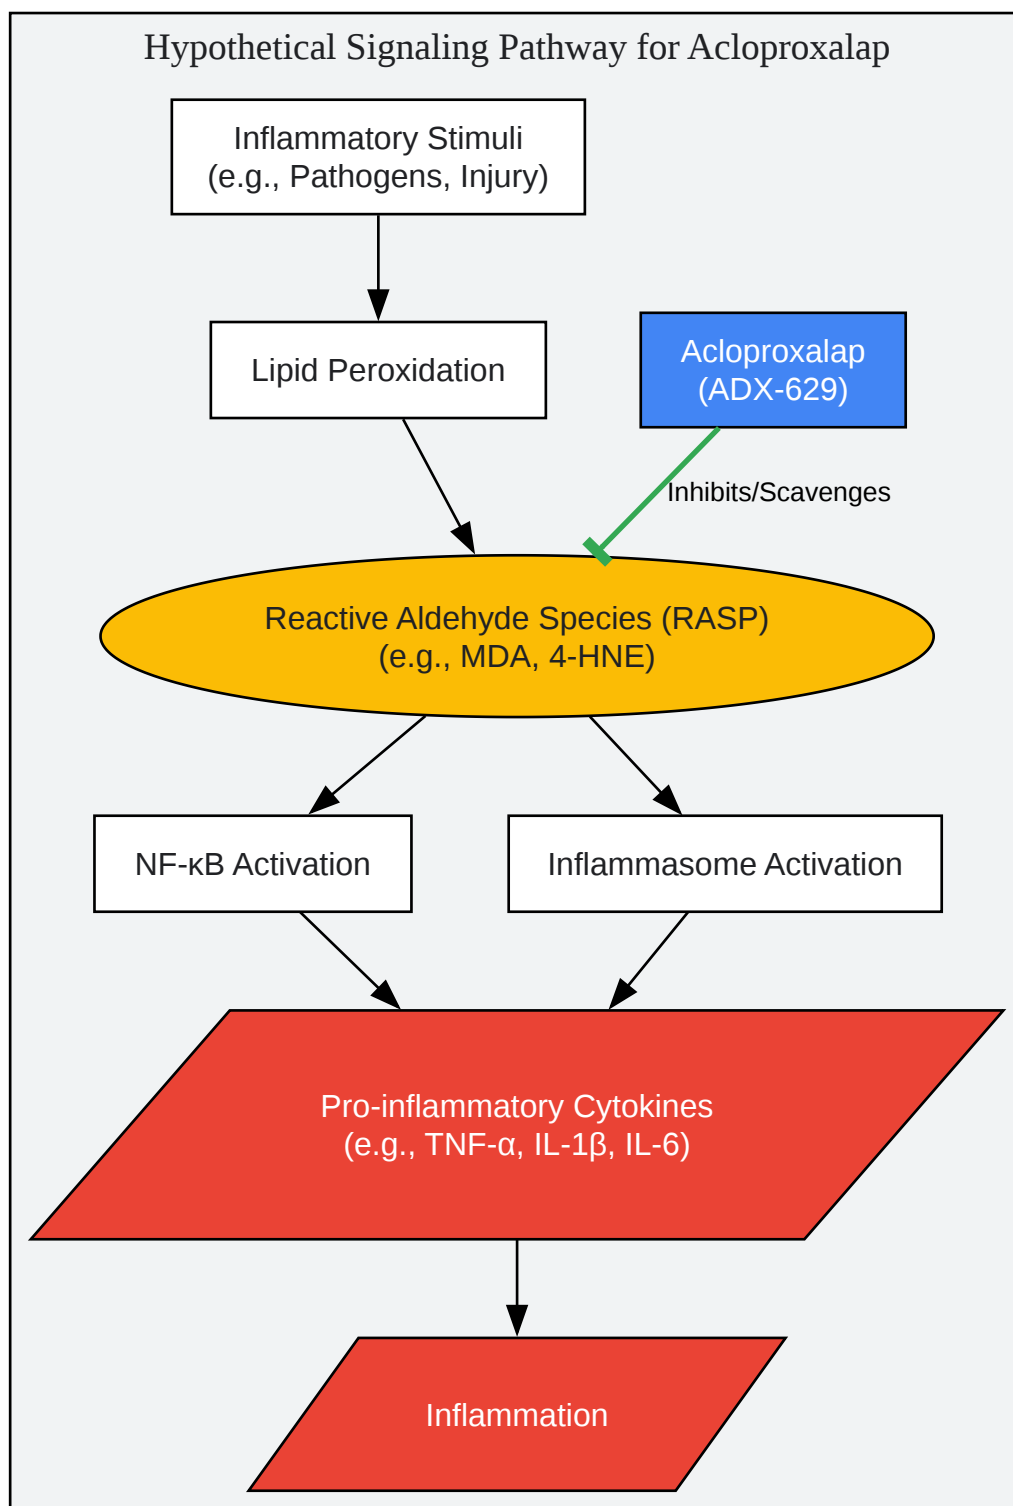 Hypothetical Signaling Pathway for Acloproxalap
Inflammatory Stimuli
(e.g., Pathogens, Injury)
Lipid Peroxidation
Acloproxalap
(ADX-629)
Inhibits/Scavenges
Reactive Aldehyde Species (RASP)
(e.g., MDA, 4-HNE)
NF-κB Activation
Inflammasome Activation
Pro-inflammatory Cytokines
(e.g., TNF-α, IL-1β, IL-6)
Inflammation